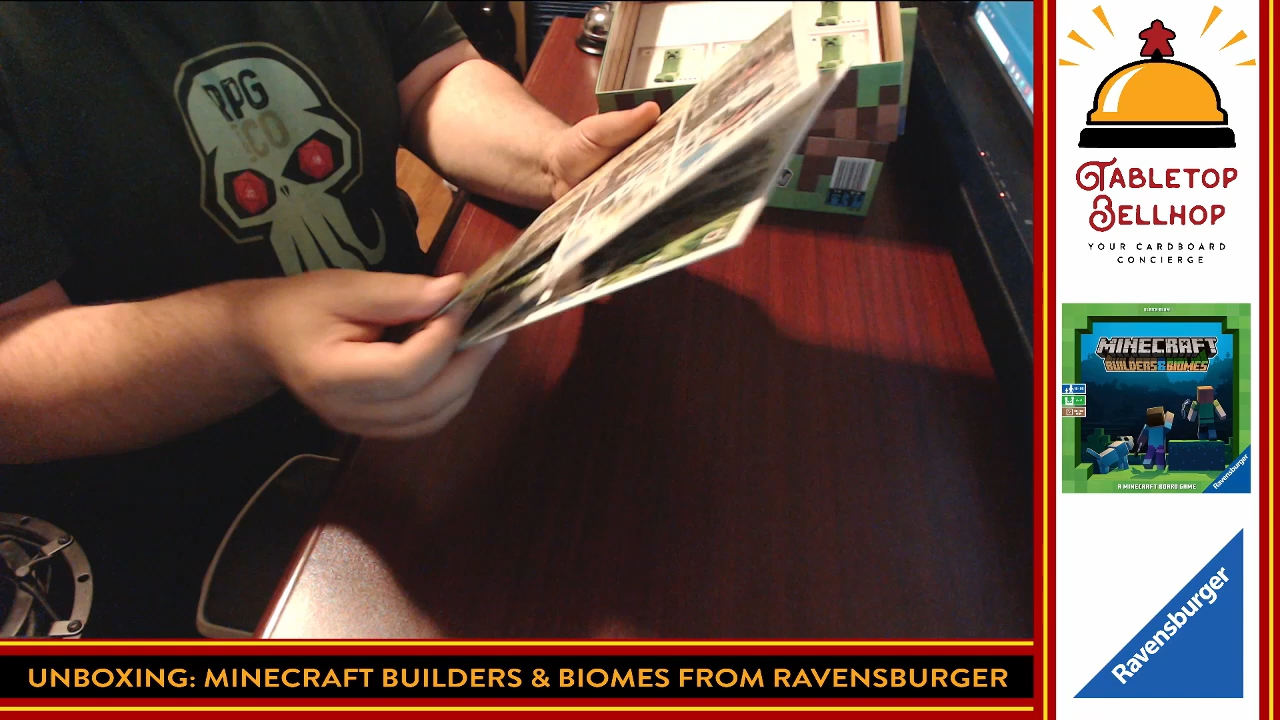 RPG
ICO
TABLETOP
BELLHOP
YOUR CARDBOARD
CONCIERGE
MINECRAFT
BUILDERS & BIOMES
A MINECRAFT BOARD GAME
Ravensburger
Ravensburger
UNBOXING: MINECRAFT BUILDERS & BIOMES FROM RAVENSBURGER